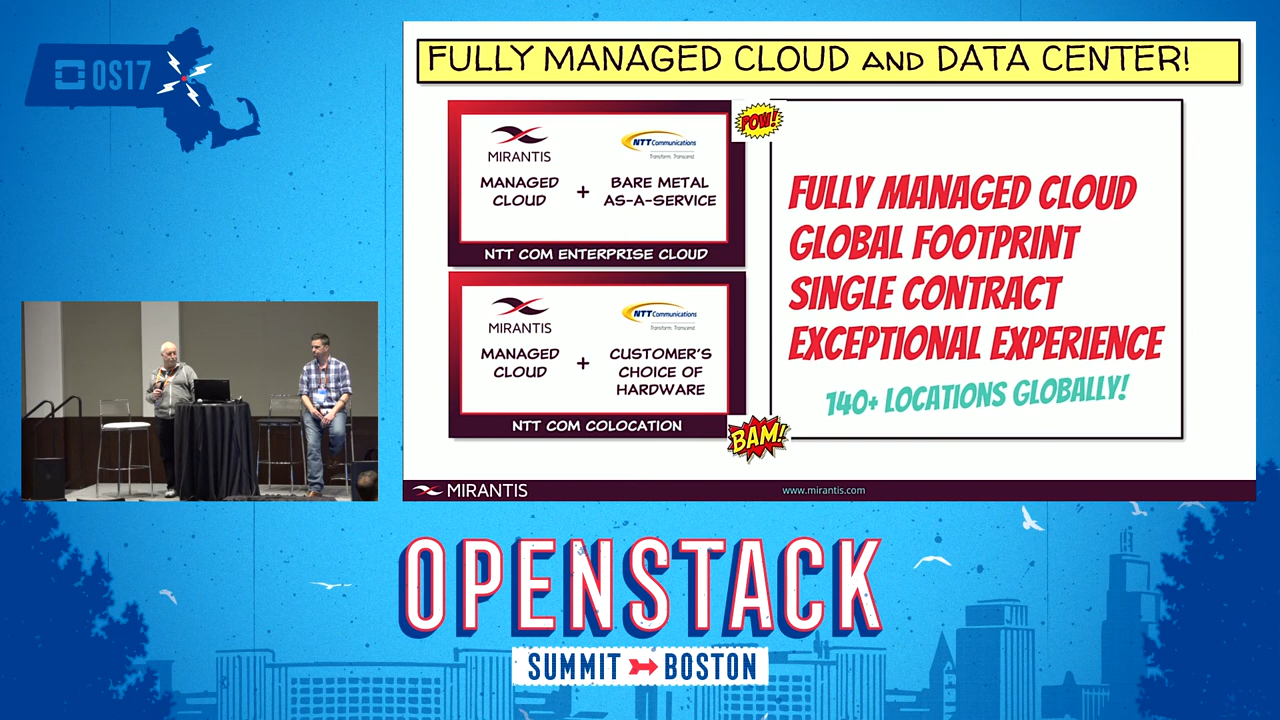 OS17
FULLY MANAGED CLOUD AND DATA CENTER!
MIRANTIS
NTT Communications
Transform. Transcend.
MANAGED
CLOUD
+
BARE METAL
AS-A-SERVICE
NTT COM ENTERPRISE CLOUD
POW!
MIRANTIS
NTT Communications
Transform. Transcend.
MANAGED
CLOUD
+
CUSTOMER'S
CHOICE OF
HARDWARE
NTT COM COLOCATION
BAM!
FULLY MANAGED CLOUD
GLOBAL FOOTPRINT
SINGLE CONTRACT
EXCEPTIONAL EXPERIENCE
140+ LOCATIONS GLOBALLY!
MIRANTIS
www.mirantis.com
OPENSTACK
SUMMIT BOSTON